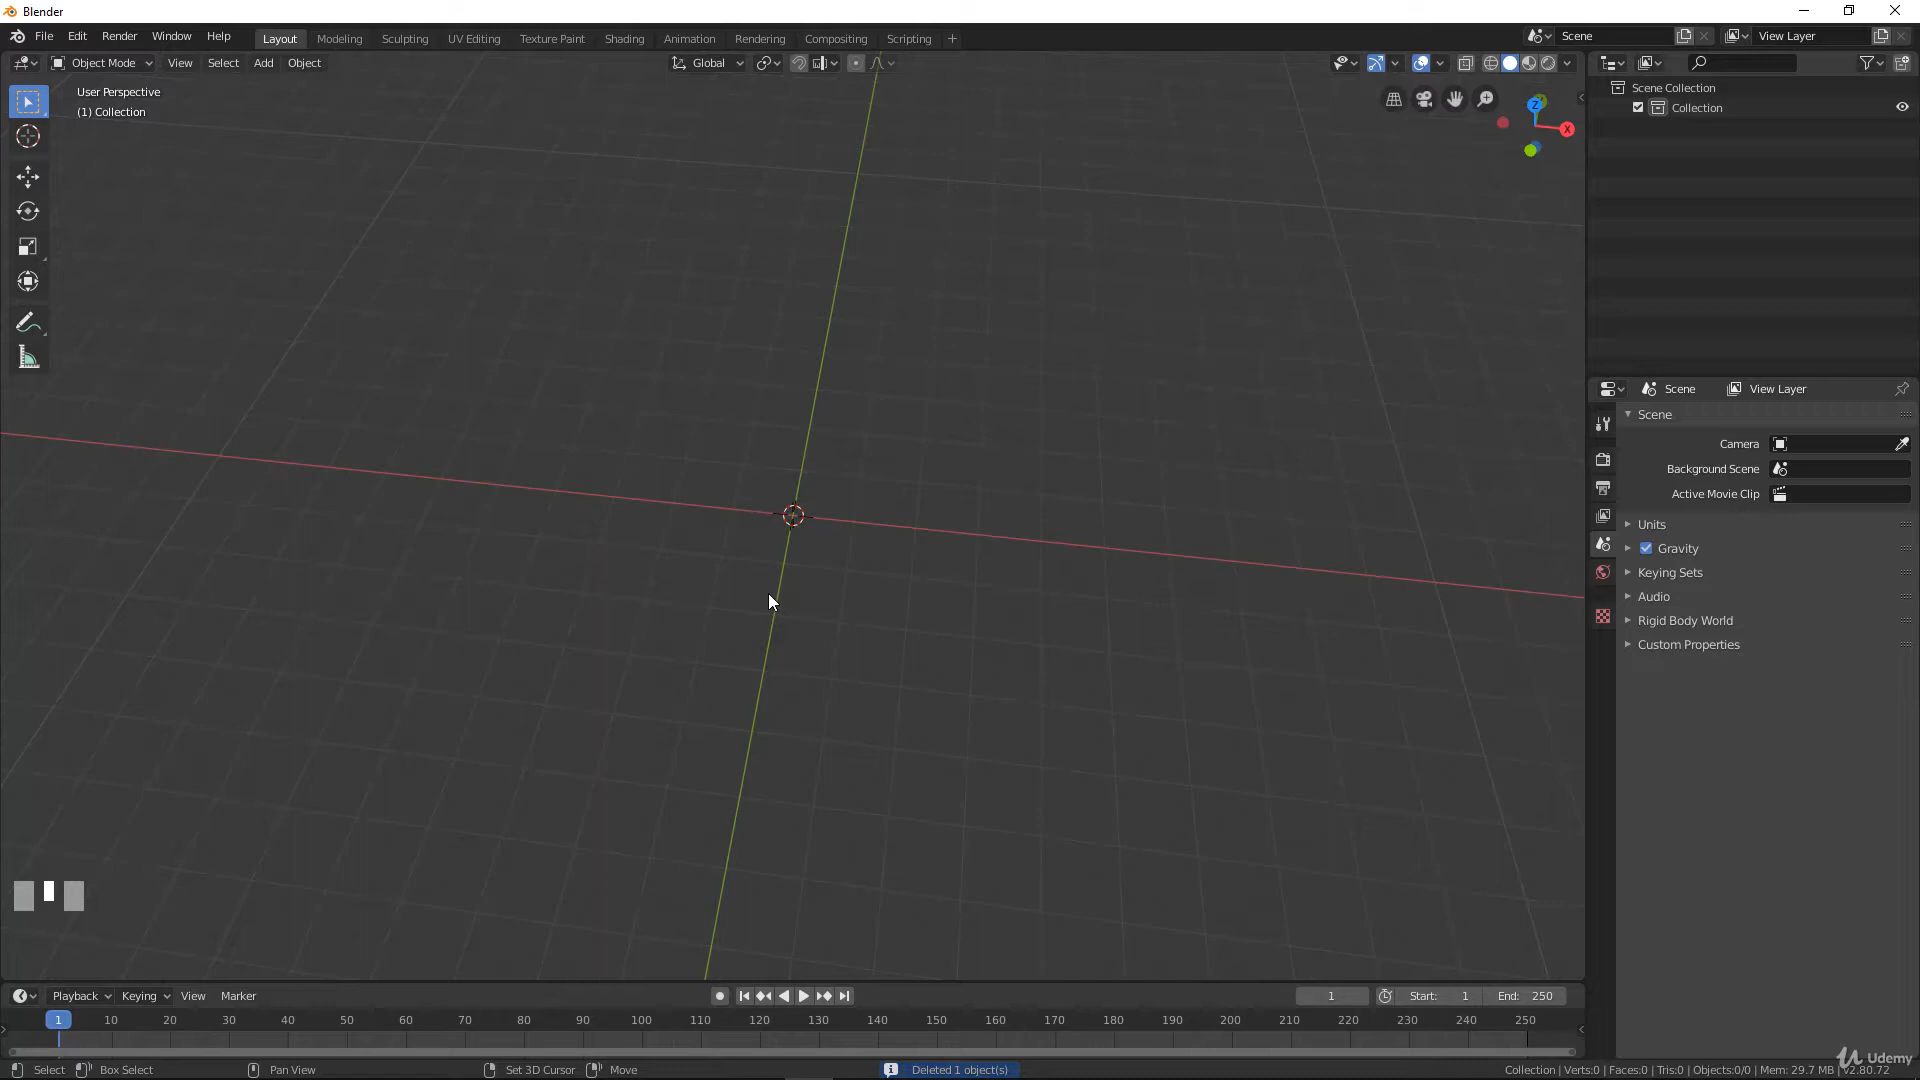 Blender
File Edit Render Window Help
Layout Modeling Sculpting UV Editing Texture Paint Shading Animation Rendering Compositing Scripting
Scene
View Layer
Object Mode View Select Add Object
Global
User Perspective
(1) Collection
Z
X
Scene Collection
Collection
Scene View Layer
Scene
Camera
Background Scene
Active Movie Clip
Units
Gravity
Keying Sets
Audio
Rigid Body World
Custom Properties
Playback Keying View Marker
1 Start: 1 End: 250
1 10 20 30 40 50 60 70 80 90 100 110 120 130 140 150 160 170 180 190 200 210 220 230 240 250
Select Box Select Pan View Set 3D Cursor Move
Deleted 1 object(s)
Collection | Verts:0 | Faces:0 | Tris:0 | Objects:0/0 | Mem: 29.7 MB | v2.80.72
Udemy